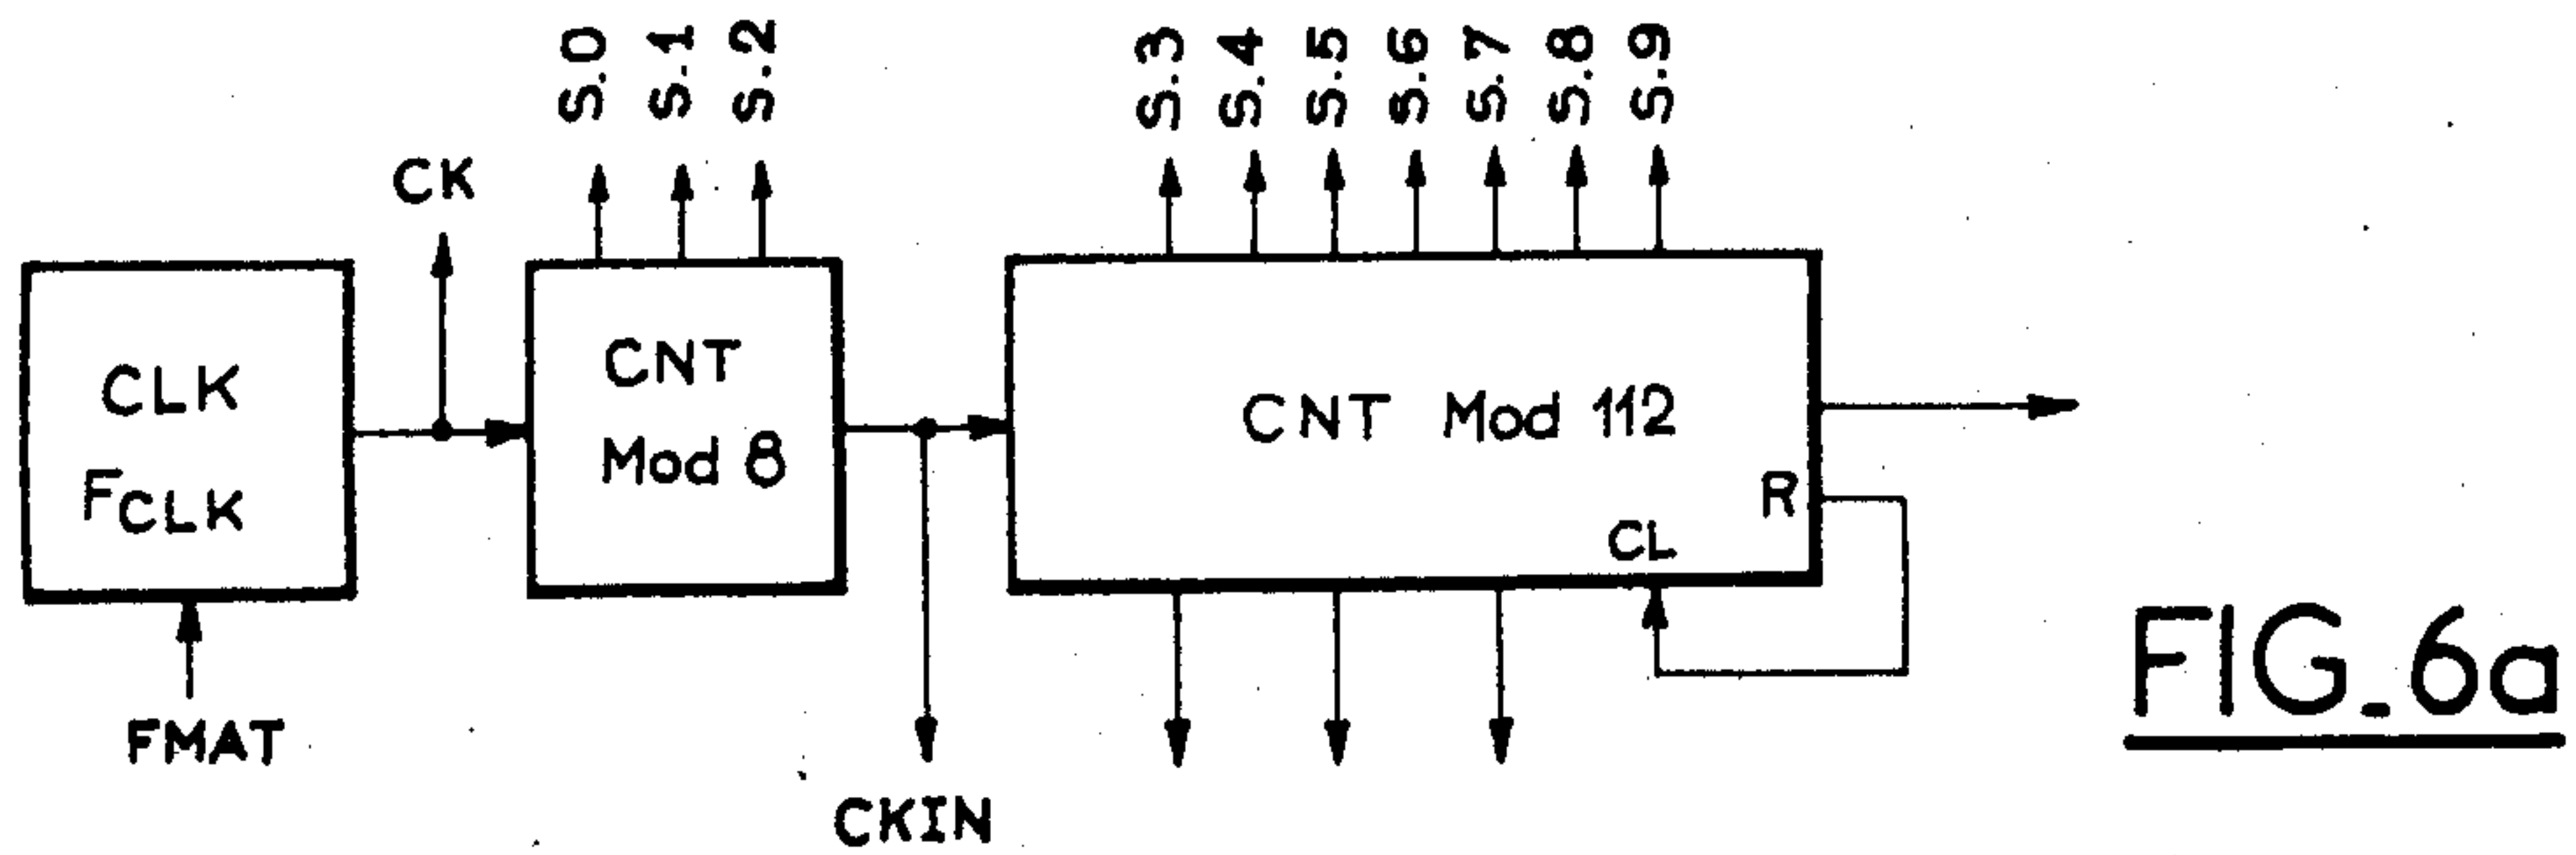 S.0
S.1
S.2
S.3
S.4
S.5
S.6
S.7
S.8
S.9
CK
CLK
FCLK
CNT
Mod 8
CNT Mod 112
R
CL
FMAT
CKIN
FIG_6a